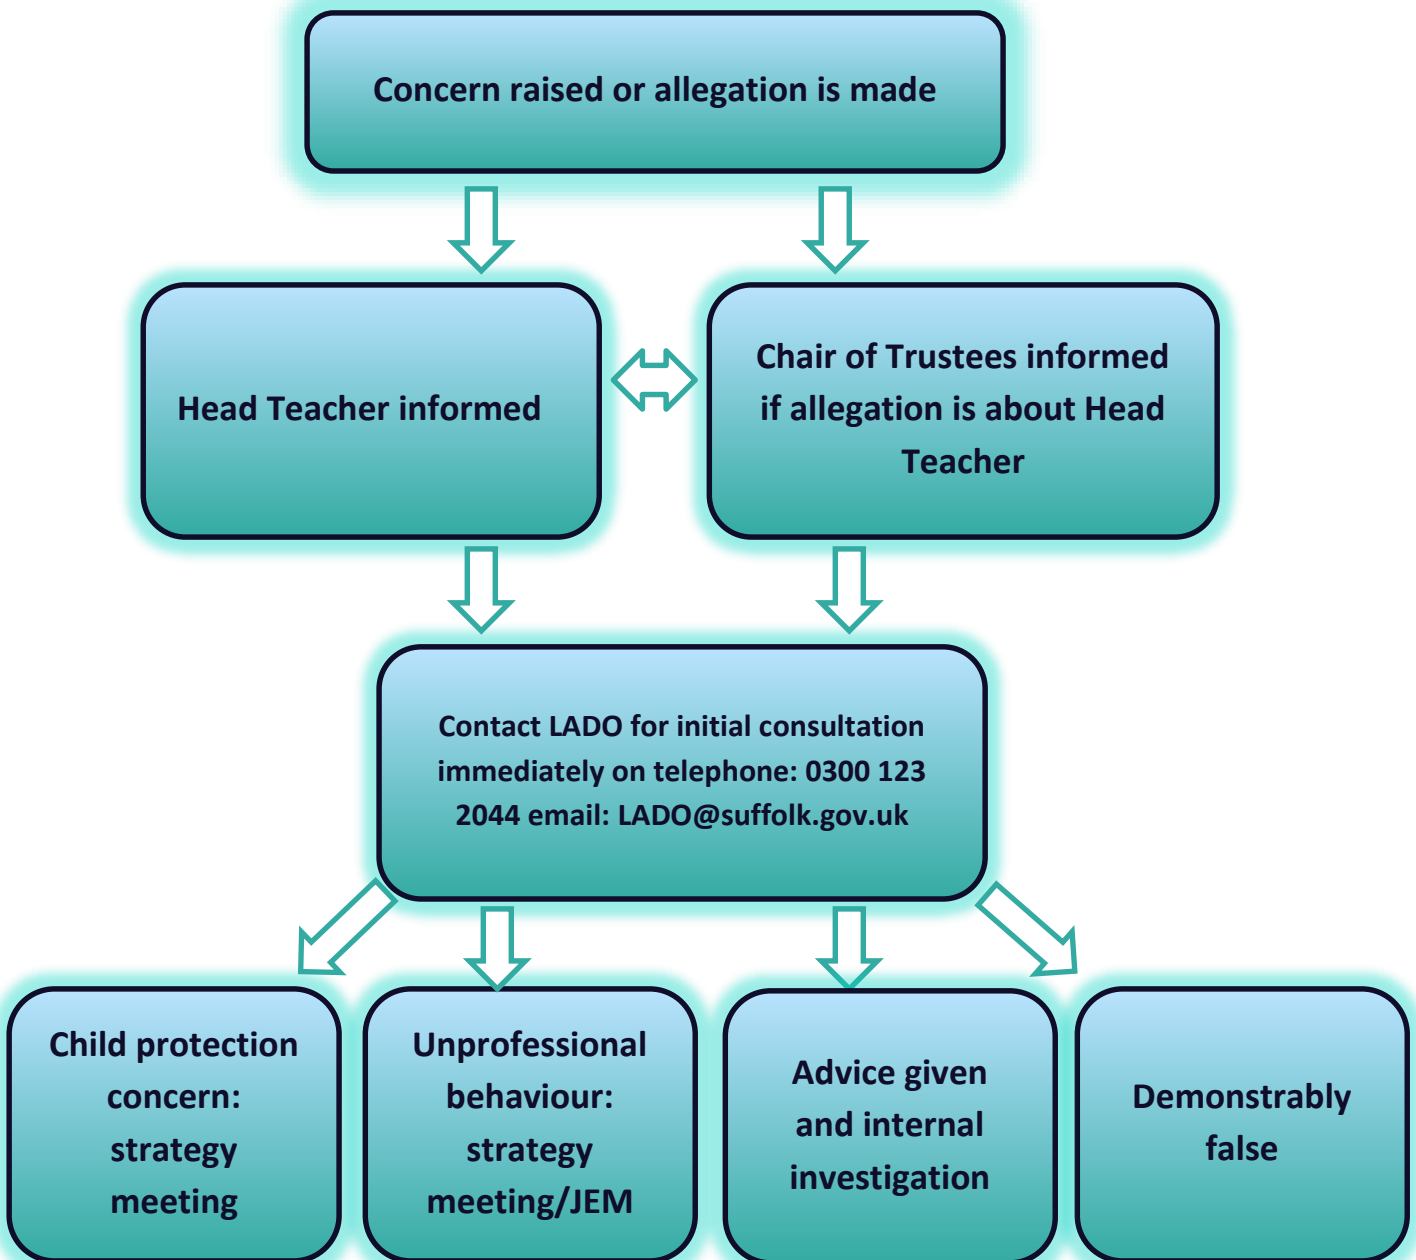 Concern raised or allegation is made
Head Teacher informed
Chair of Trustees informed
if allegation is about Head
Teacher
Contact LADO for initial consultation
immediately on telephone: 0300 123
2044 email: LADO@suffolk.gov.uk
Child protection
concern:
strategy
meeting
Unprofessional
behaviour:
strategy
meeting/JEM
Advice given
and internal
investigation
Demonstrably
false